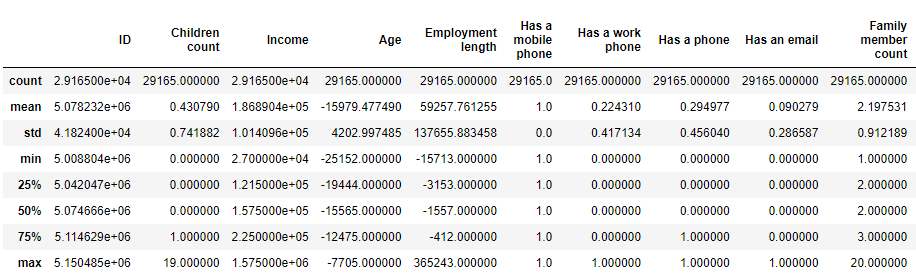 ID Children count Income Age Employment length Has a mobile phone Has a work phone Has a phone Has an email Family member count
count 2.916500e+04 29165.000000 2.916500e+04 29165.000000 29165.000000 29165.0 29165.000000 29165.000000 29165.000000 29165.000000
mean 5.078232e+06 0.430790 1.868904e+05 -15979.477490 59257.761255 1.0 0.224310 0.294977 0.090279 2.197531
std 4.182400e+04 0.741882 1.014096e+05 4202.997485 137655.883458 0.0 0.417134 0.456040 0.286587 0.912189
min 5.008804e+06 0.000000 2.700000e+04 -25152.000000 -15713.000000 1.0 0.000000 0.000000 0.000000 1.000000
25% 5.042047e+06 0.000000 1.215000e+05 -19444.000000 -3153.000000 1.0 0.000000 0.000000 0.000000 2.000000
50% 5.074666e+06 0.000000 1.575000e+05 -15565.000000 -1557.000000 1.0 0.000000 0.000000 0.000000 2.000000
75% 5.114629e+06 1.000000 2.250000e+05 -12475.000000 -412.000000 1.0 0.000000 1.000000 0.000000 3.000000
max 5.150485e+06 19.000000 1.575000e+06 -7705.000000 365243.000000 1.0 1.000000 1.000000 1.000000 20.000000